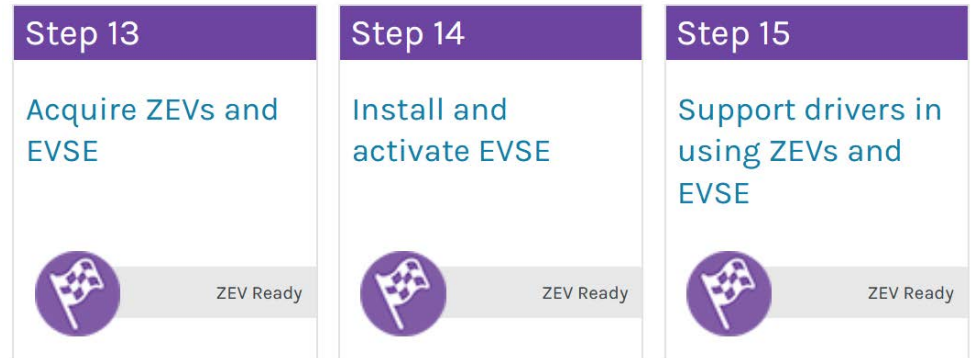 Step 13
Acquire ZEVs and
EVSE
ZEV Ready
Step 14
Install and
activate EVSE
ZEV Ready
Step 15
Support drivers in
using ZEVs and
EVSE
ZEV Ready